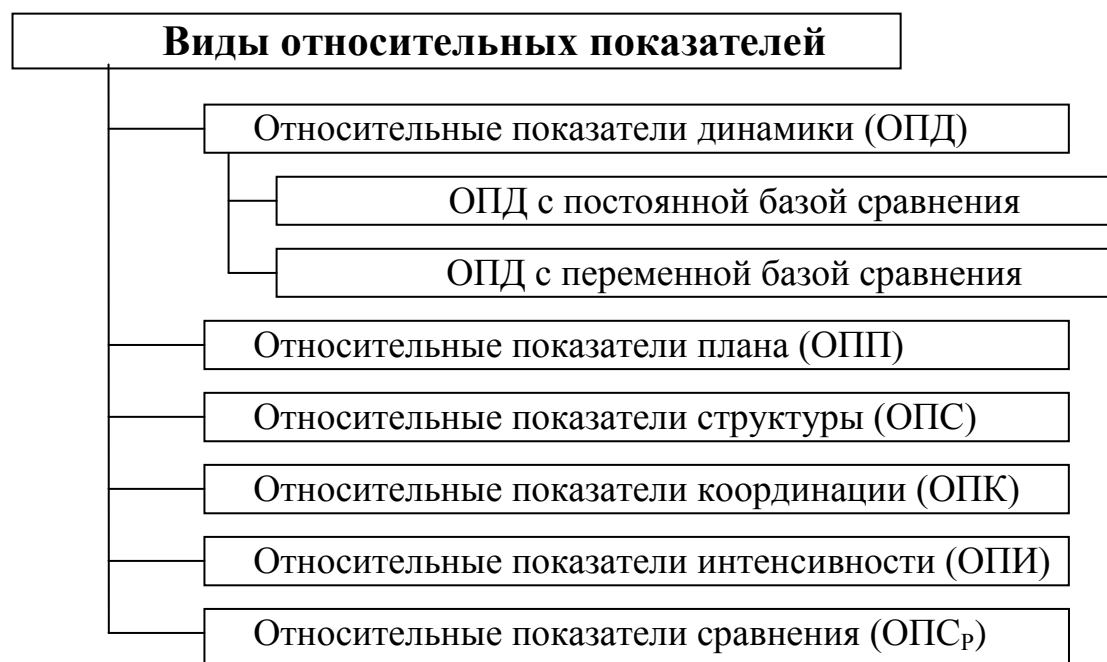 Виды относительных показателей
Относительные показатели динамики (ОПД)
ОПД с постоянной базой сравнения
ОПД с переменной базой сравнения
Относительные показатели плана (ОПП)
Относительные показатели структуры (ОПС)
Относительные показатели координации (ОПК)
Относительные показатели интенсивности (ОПИ)
Относительные показатели сравнения (ОПСР)